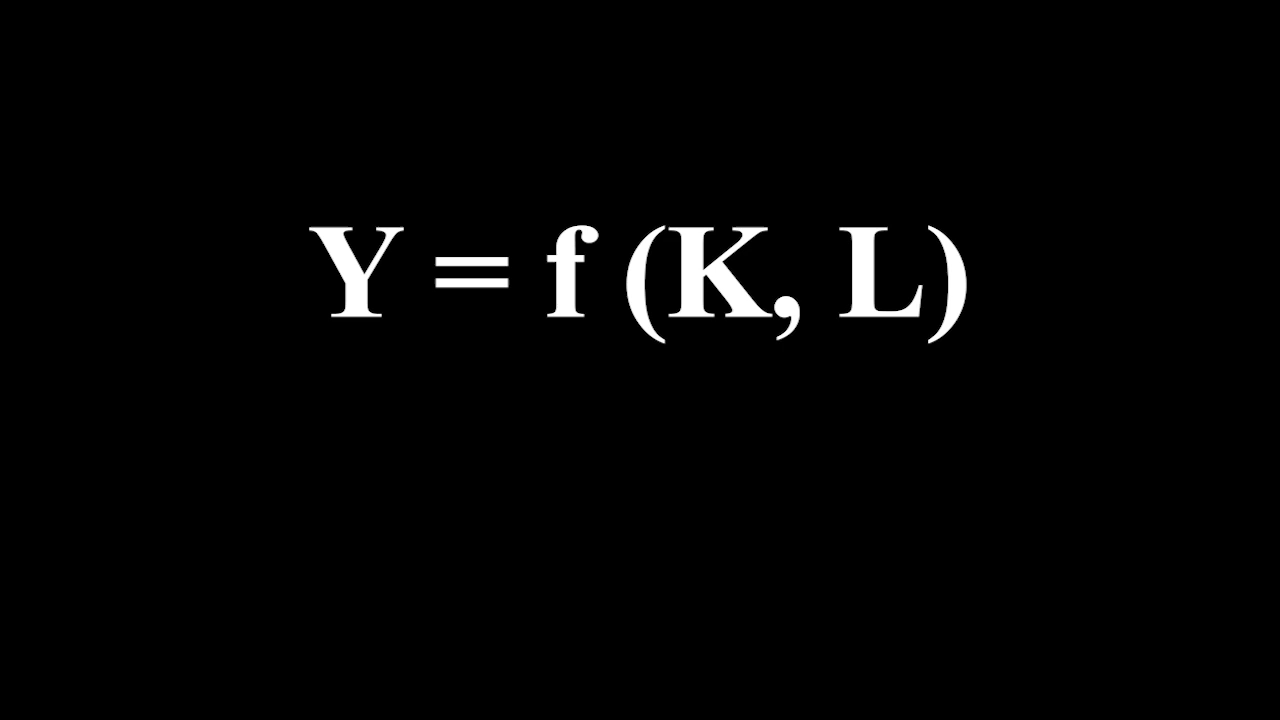 Y = f (K, L)